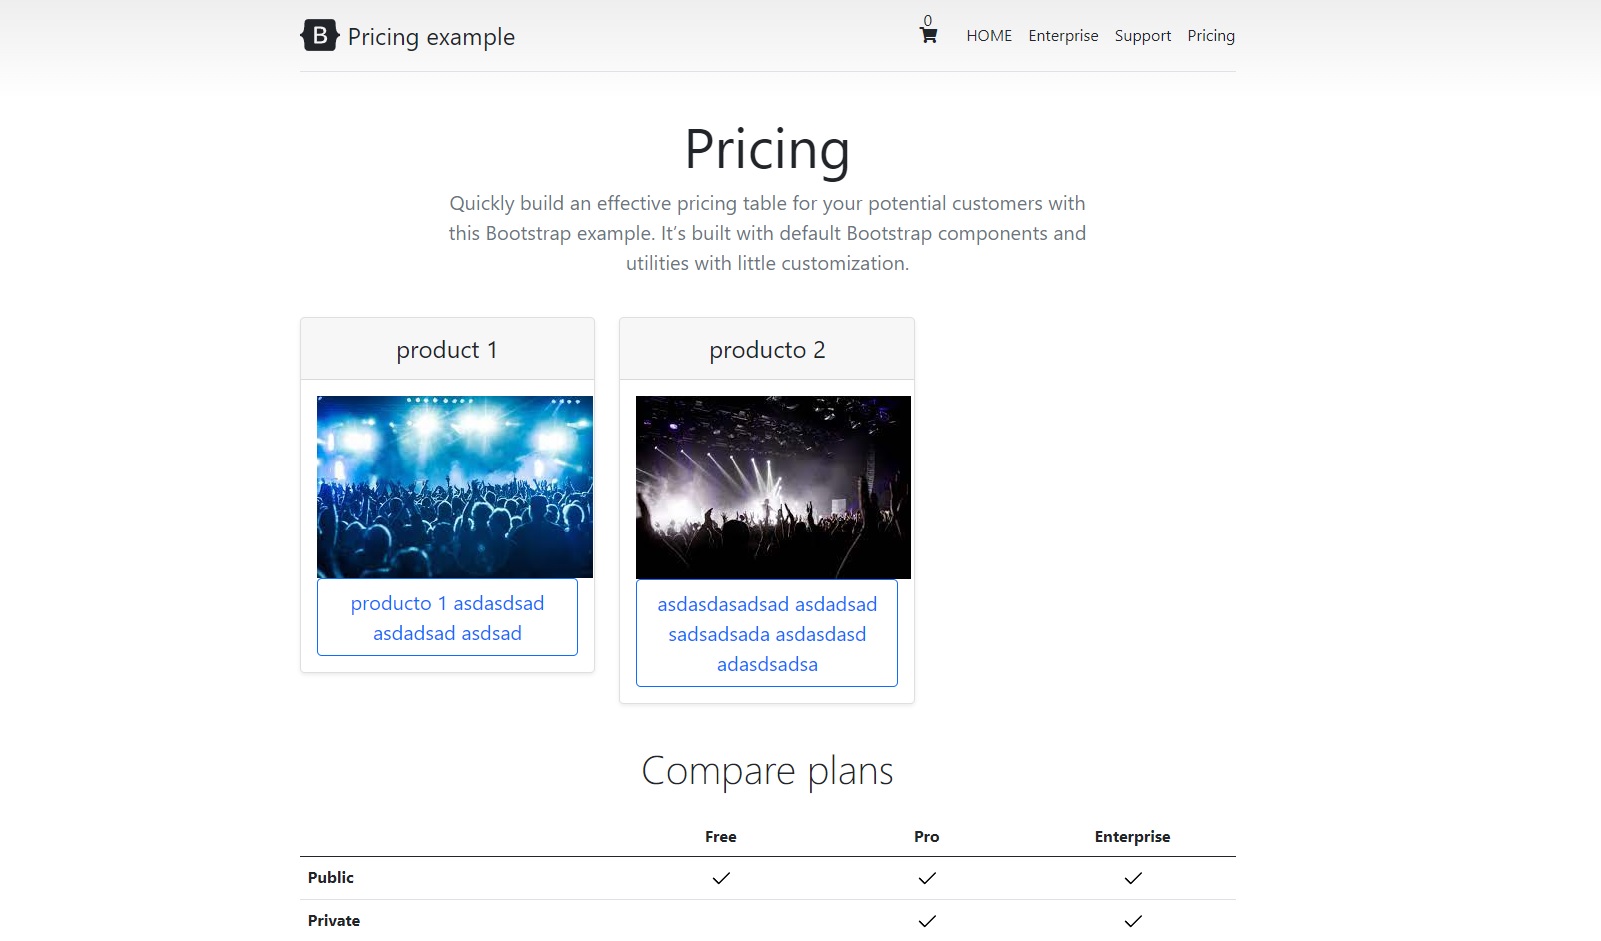 B Pricing example
0
HOME Enterprise Support Pricing
Pricing
Quickly build an effective pricing table for your potential customers with
this Bootstrap example. It’s built with default Bootstrap components and
utilities with little customization.
product 1
producto 1 asdasdsad
asdadsad asdsad
producto 2
asdasdasadsad asdadsad
sadsadsada asdasdasd
adasdsadsa
Compare plans
Free Pro Enterprise
Public
Private